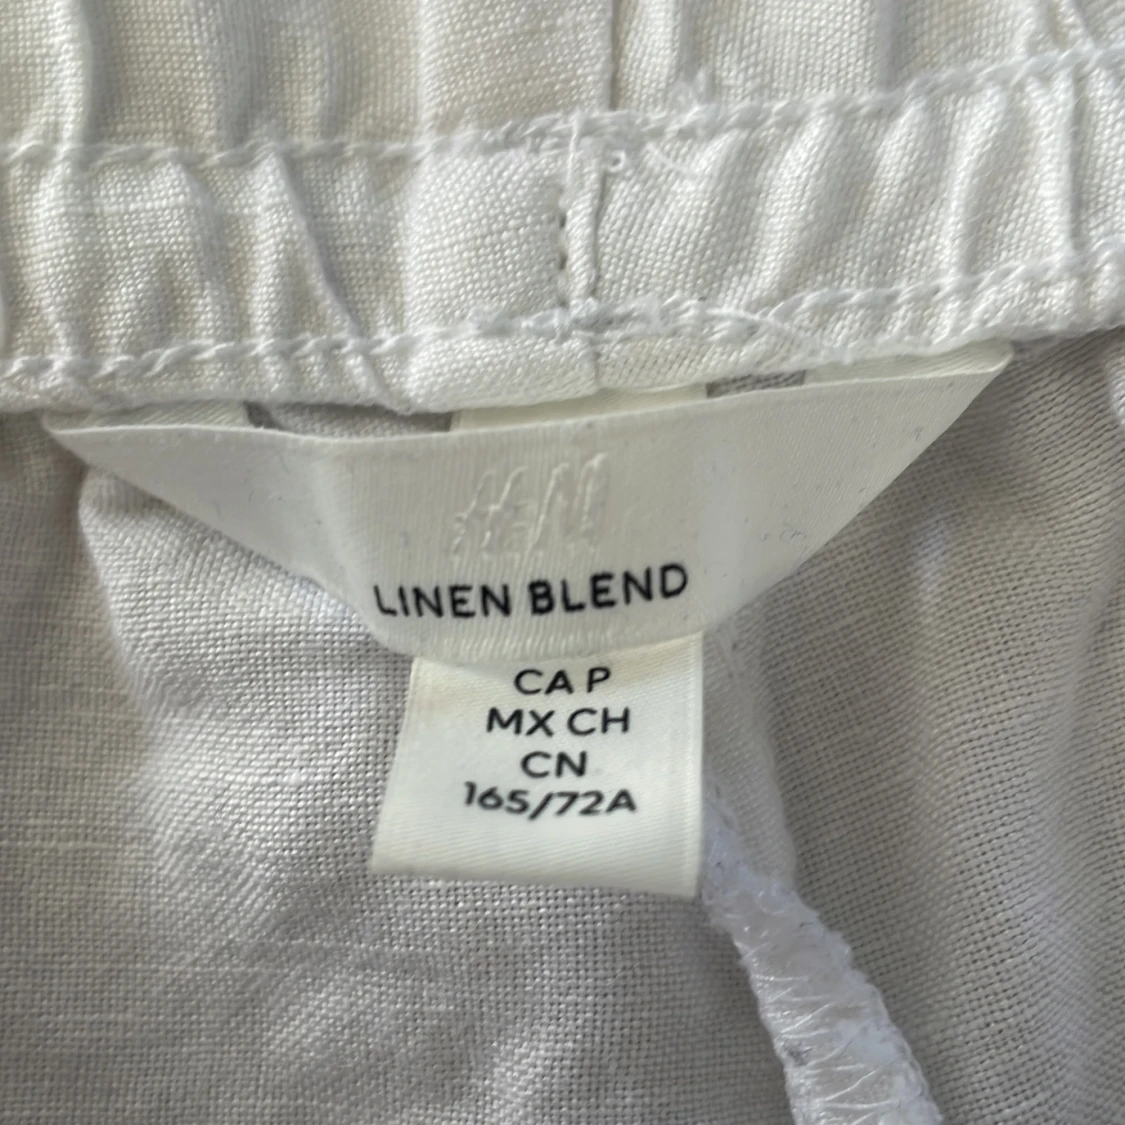 H&M
LINEN BLEND
CA P
MX CH
CN
165/72A